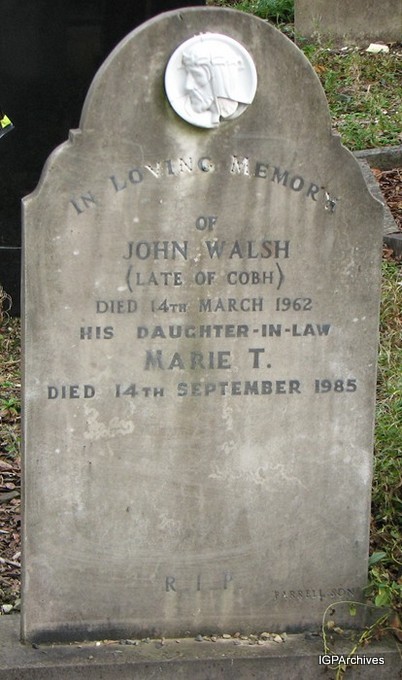 IN LOVING MEMORY
OF
JOHN WALSH
(LATE OF COBH)
DIED 14TH MARCH 1962
HIS DAUGHTER-IN-LAW
MARIE T.
DIED 14TH SEPTEMBER 1985
R.I.P.
FARRELL SON
IGPArchives